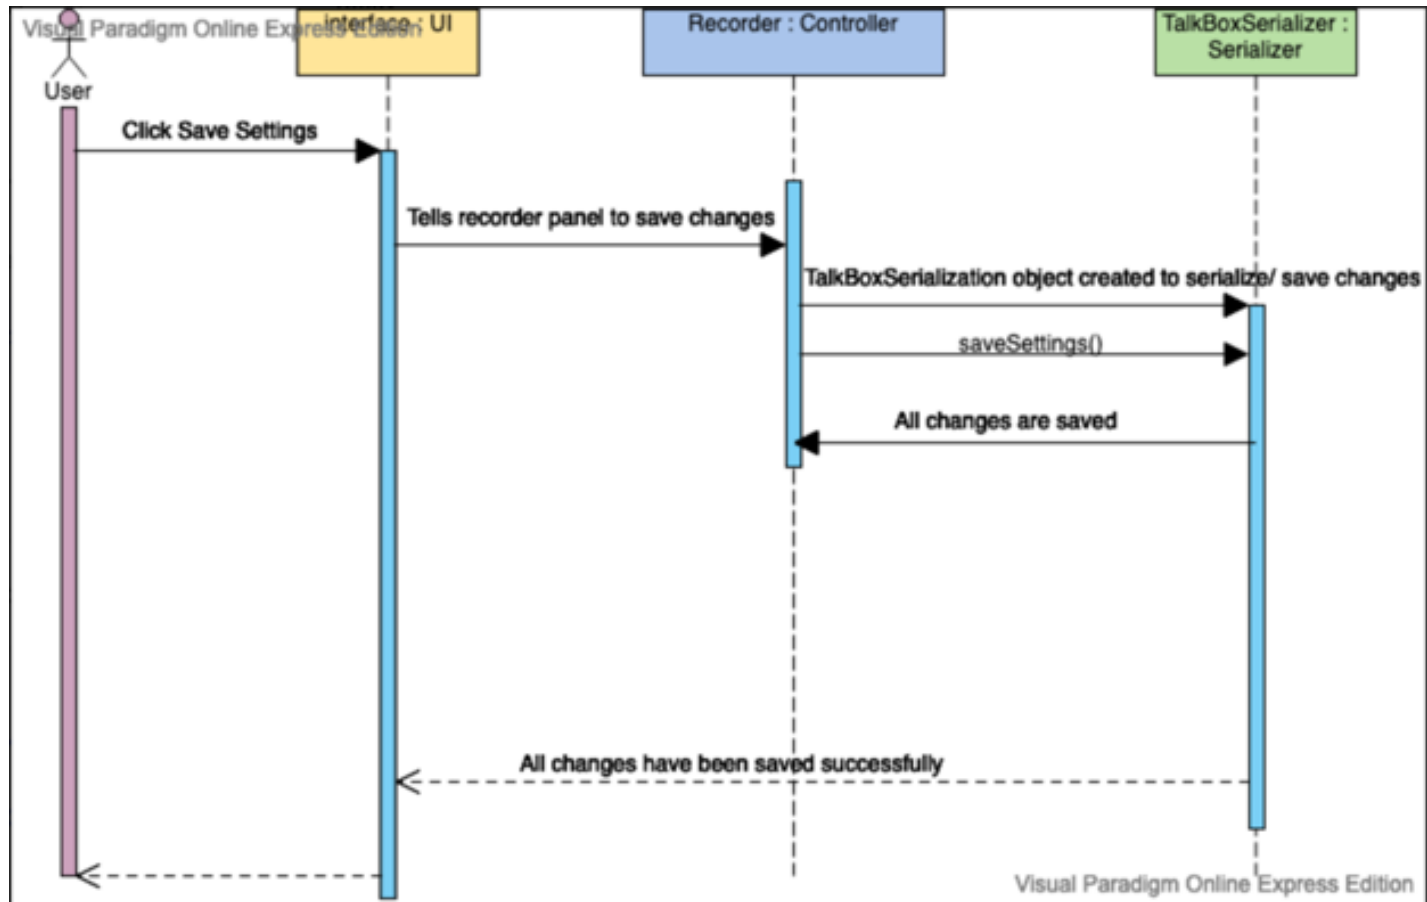 Visual Paradigm Online Express Edition
interface : UI
Recorder : Controller
TalkBoxSerializer :
Serializer
User
Click Save Settings
Tells recorder panel to save changes
TalkBoxSerialization object created to serialize/ save changes
saveSettings()
All changes are saved
All changes have been saved successfully
Visual Paradigm Online Express Edition